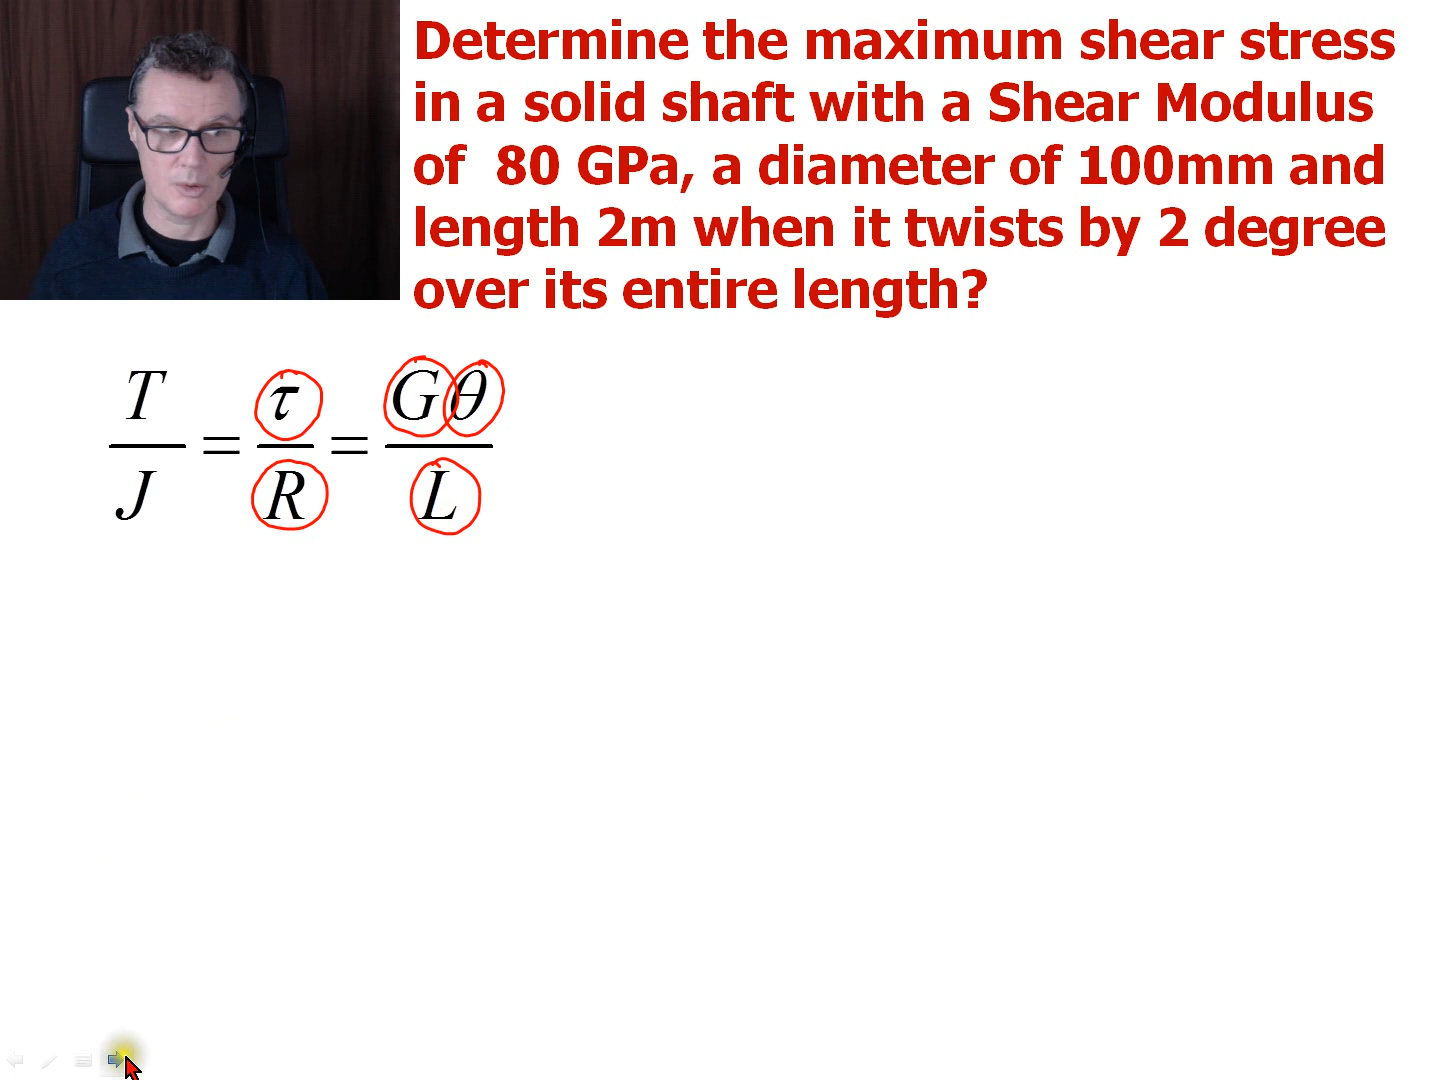 Determine the maximum shear stress
in a solid shaft with a Shear Modulus
of  80 GPa, a diameter of 100mm and
length 2m when it twists by 2 degree
over its entire length?
T/J = τ/R = Gθ/L